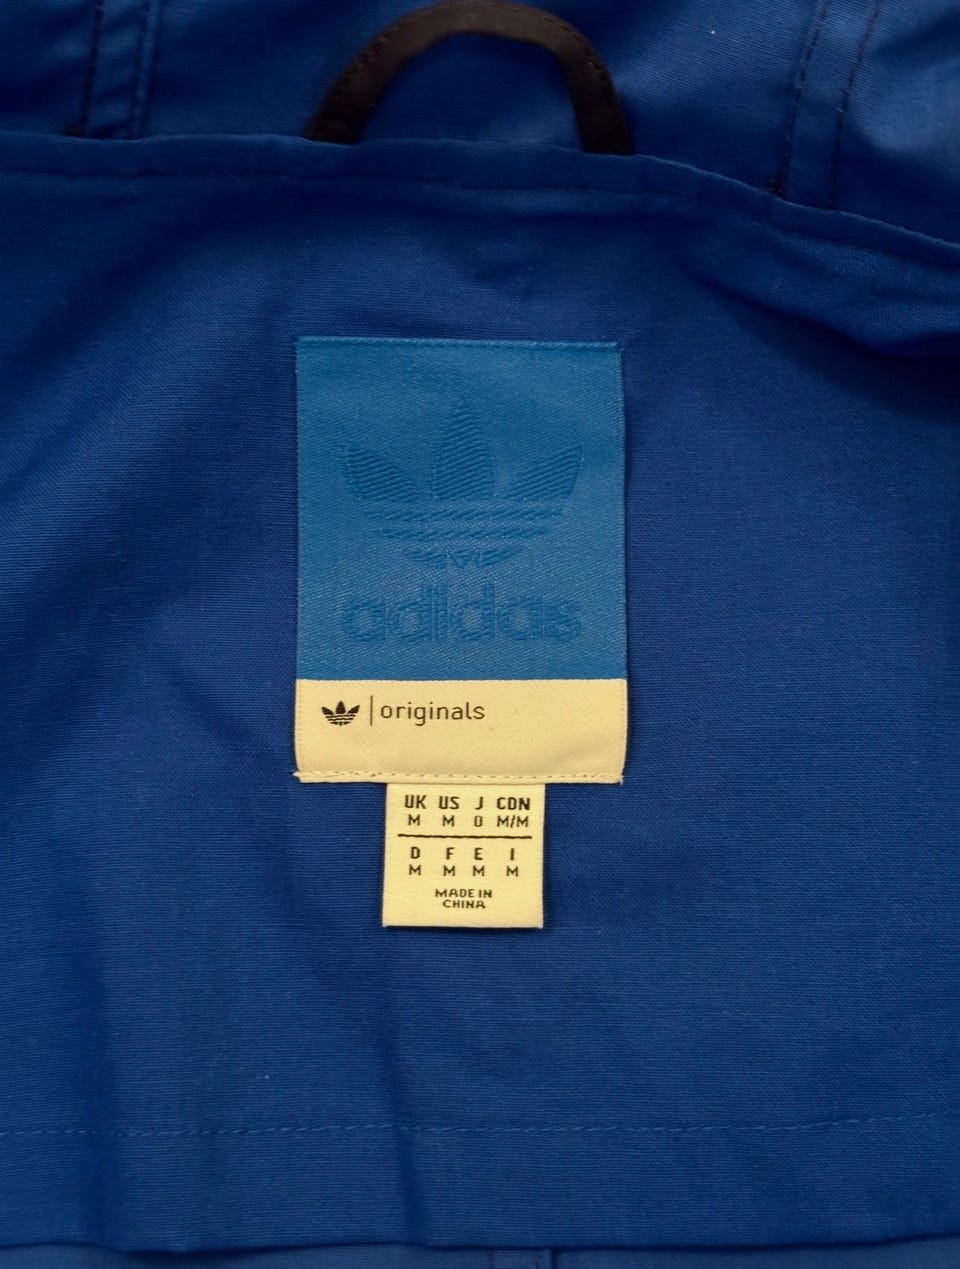 adidas
originals
UK US J CDN
M M O M/M
D F E I
M M M M
MADE IN
CHINA